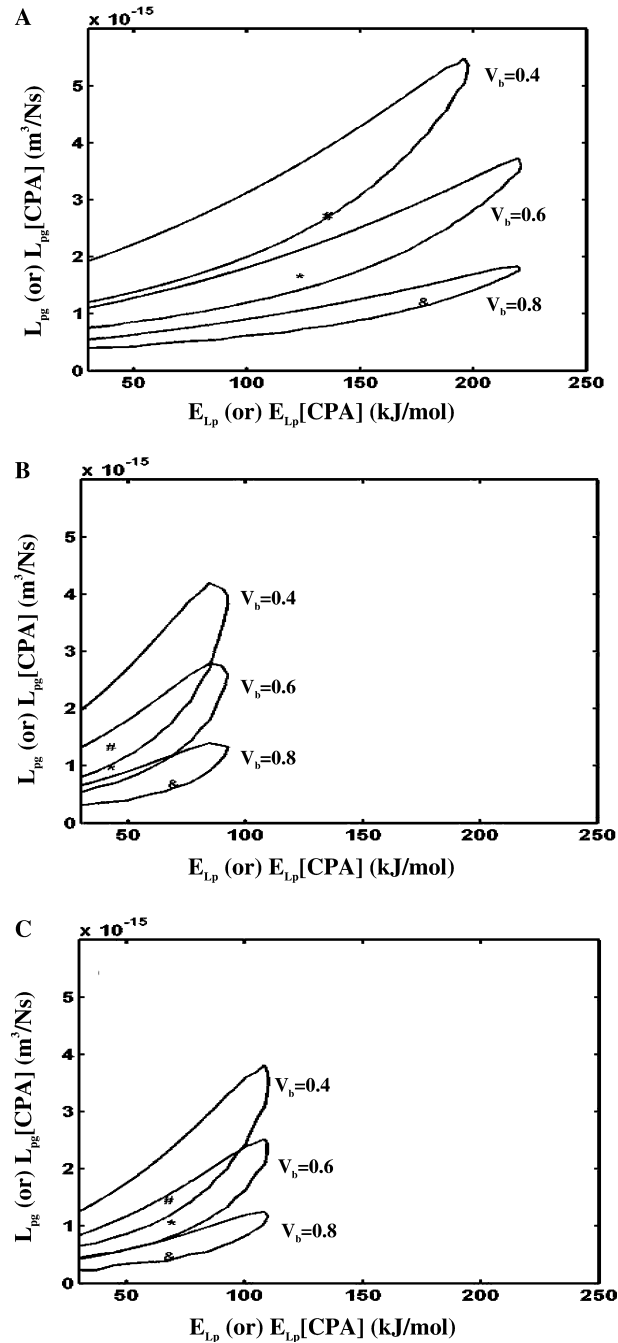 A
x 10⁻¹⁵
L_pg (or) L_pg[CPA] (m³/Ns)
5
4
3
2
1
0
V_b=0.4
V_b=0.6
V_b=0.8
#
*
&
50 100 150 200 250
E_Lp (or) E_Lp[CPA] (kJ/mol)
B
x 10⁻¹⁵
L_pg (or) L_pg[CPA] (m³/Ns)
5
4
3
2
1
0
V_b=0.4
V_b=0.6
V_b=0.8
#
*
&
50 100 150 200 250
E_Lp (or) E_Lp[CPA] (kJ/mol)
C
x 10⁻¹⁵
L_pg (or) L_pg[CPA] (m³/Ns)
5
4
3
2
1
0
V_b=0.4
V_b=0.6
V_b=0.8
#
*
&
50 100 150 200 250
E_Lp (or) E_Lp[CPA] (kJ/mol)